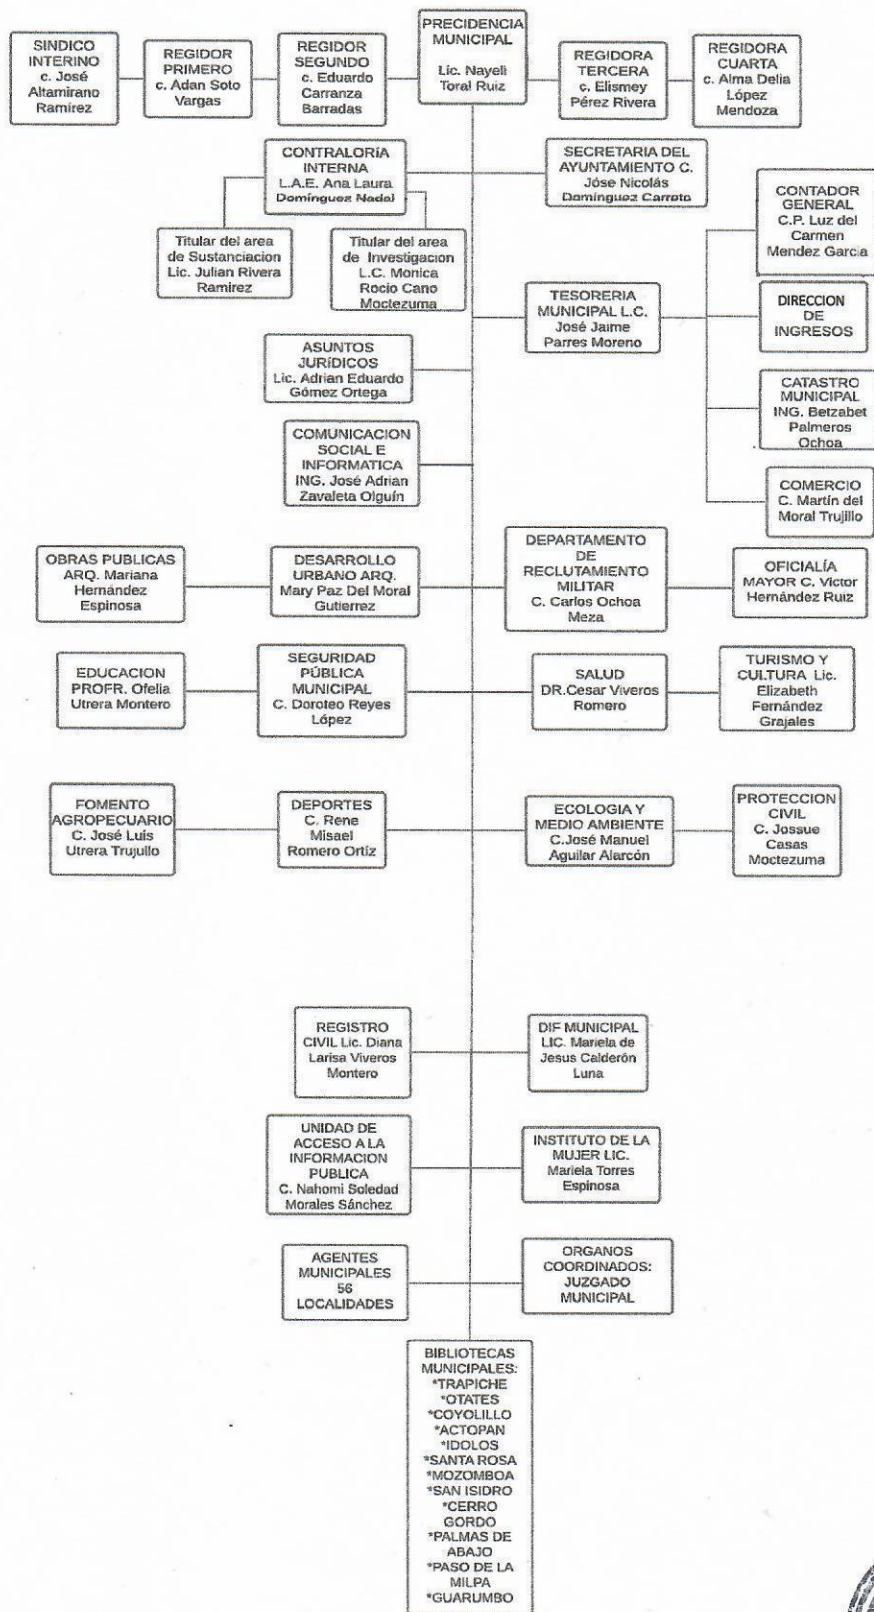 PRECIDENCIA
MUNICIPAL
Lic. Nayeli
Toral Ruiz
SINDICO
INTERINO
c. José
Altamirano
Ramírez
REGIDOR
PRIMERO
c. Adan Soto
Vargas
REGIDOR
SEGUNDO
c. Eduardo
Carranza
Barradas
REGIDORA
TERCERA
c. Elismey
Pérez Rivera
REGIDORA
CUARTA
c. Alma Delia
López
Mendoza
CONTRALORÍA
INTERNA
L.A.E. Ana Laura
Domínguez Nadal
SECRETARIA DEL
AYUNTAMIENTO C.
Jóse Nicolás
Domínguez Carreto
Titular del area
de Sustanciacion
Lic. Julian Rivera
Ramirez
Titular del area
de Investigacion
L.C. Monica
Rocio Cano
Moctezuma
CONTADOR
GENERAL
C.P. Luz del
Carmen
Mendez Garcia
TESORERIA
MUNICIPAL L.C.
José Jaime
Parres Moreno
DIRECCION
DE
INGRESOS
ASUNTOS
JURÍDICOS
Lic. Adrian Eduardo
Gómez Ortega
CATASTRO
MUNICIPAL
ING. Betzabet
Palmeros
Ochoa
COMUNICACION
SOCIAL E
INFORMATICA
ING. José Adrian
Zavaleta Olguín
COMERCIO
C. Martín del
Moral Trujillo
OBRAS PUBLICAS
ARQ. Mariana
Hernández
Espinosa
DESARROLLO
URBANO ARQ.
Mary Paz Del Moral
Gutierrez
DEPARTAMENTO
DE
RECLUTAMIENTO
MILITAR
C. Carlos Ochoa
Meza
OFICIALÍA
MAYOR C. Victor
Hernández Ruiz
EDUCACION
PROFR. Ofelia
Utrera Montero
SEGURIDAD
PÚBLICA
MUNICIPAL
C. Doroteo Reyes
López
SALUD
DR.Cesar Viveros
Romero
TURISMO Y
CULTURA Lic.
Elizabeth
Fernández
Grajales
FOMENTO
AGROPECUARIO
C. José Luis
Utrera Trujullo
DEPORTES
C. Rene
Misael
Romero Ortíz
ECOLOGIA Y
MEDIO AMBIENTE
C.José Manuel
Aguilar Alarcón
PROTECCION
CIVIL
C. Jossue
Casas
Moctezuma
REGISTRO
CIVIL Lic. Diana
Larisa Viveros
Montero
DIF MUNICIPAL
LIC. Mariela de
Jesus Calderón
Luna
UNIDAD DE
ACCESO A LA
INFORMACION
PUBLICA
C. Nahomi Soledad
Morales Sánchez
INSTITUTO DE LA
MUJER LIC.
Mariela Torres
Espinosa
AGENTES
MUNICIPALES
56
LOCALIDADES
ORGANOS
COORDINADOS:
JUZGADO
MUNICIPAL
BIBLIOTECAS
MUNICIPALES:
*TRAPICHE
*OTATES
*COYOLILLO
*ACTOPAN
*IDOLOS
*SANTA ROSA
*MOZOMBOA
*SAN ISIDRO
*CERRO
GORDO
*PALMAS DE
ABAJO
*PASO DE LA
MILPA
*GUARUMBO